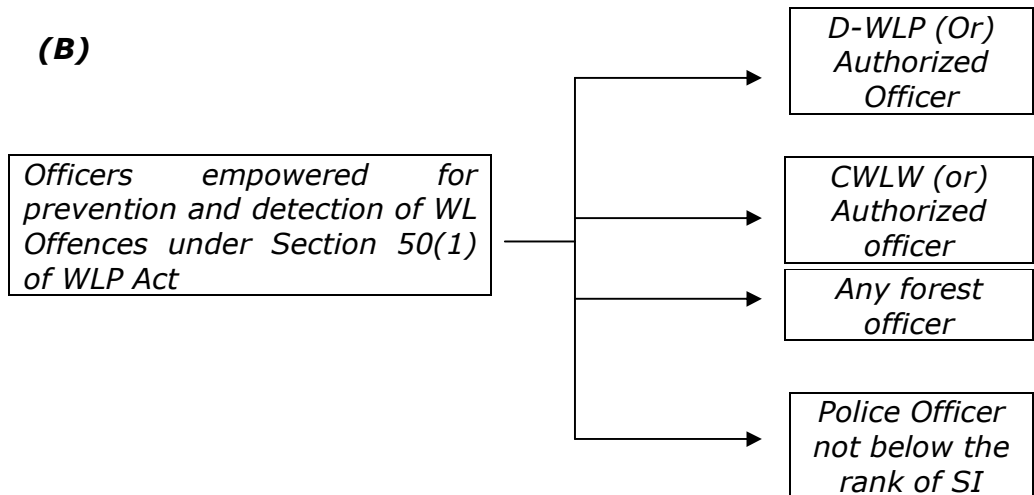 (B)
Officers empowered for
prevention and detection of WL
Offences under Section 50(1)
of WLP Act
D-WLP (Or)
Authorized
Officer
CWLW (or)
Authorized
officer
Any forest
officer
Police Officer
not below the
rank of SI